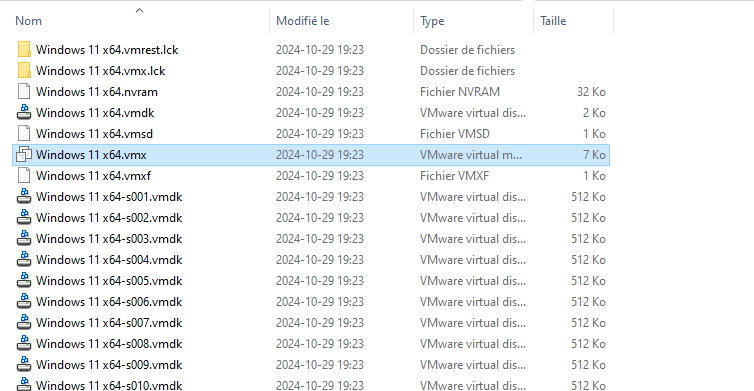 Nom Modifié le Type Taille
Windows 11 x64.vmrest.lck 2024-10-29 19:23 Dossier de fichiers
Windows 11 x64.vmx.lck 2024-10-29 19:23 Dossier de fichiers
Windows 11 x64.nvram 2024-10-29 19:23 Fichier NVRAM 32 Ko
Windows 11 x64.vmdk 2024-10-29 19:23 VMware virtual dis... 2 Ko
Windows 11 x64.vmsd 2024-10-29 19:23 Fichier VMSD 1 Ko
Windows 11 x64.vmx 2024-10-29 19:23 VMware virtual m... 7 Ko
Windows 11 x64.vmxf 2024-10-29 19:23 Fichier VMXF 1 Ko
Windows 11 x64-s001.vmdk 2024-10-29 19:23 VMware virtual dis... 512 Ko
Windows 11 x64-s002.vmdk 2024-10-29 19:23 VMware virtual dis... 512 Ko
Windows 11 x64-s003.vmdk 2024-10-29 19:23 VMware virtual dis... 512 Ko
Windows 11 x64-s004.vmdk 2024-10-29 19:23 VMware virtual dis... 512 Ko
Windows 11 x64-s005.vmdk 2024-10-29 19:23 VMware virtual dis... 512 Ko
Windows 11 x64-s006.vmdk 2024-10-29 19:23 VMware virtual dis... 512 Ko
Windows 11 x64-s007.vmdk 2024-10-29 19:23 VMware virtual dis... 512 Ko
Windows 11 x64-s008.vmdk 2024-10-29 19:23 VMware virtual dis... 512 Ko
Windows 11 x64-s009.vmdk 2024-10-29 19:23 VMware virtual dis... 512 Ko
Windows 11 x64-s010.vmdk 2024-10-29 19:23 VMware virtual dis... 512 Ko